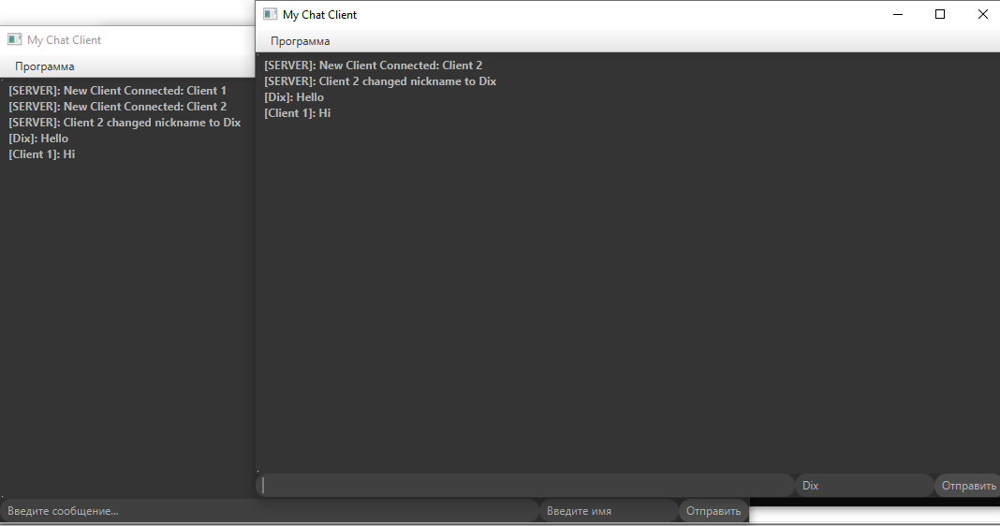 My Chat Client
Программа
[SERVER]: New Client Connected: Client 1
[SERVER]: New Client Connected: Client 2
[SERVER]: Client 2 changed nickname to Dix
[Dix]: Hello
[Client 1]: Hi
Введите сообщение...
Введите имя
Отправить
My Chat Client
Программа
[SERVER]: New Client Connected: Client 2
[SERVER]: Client 2 changed nickname to Dix
[Dix]: Hello
[Client 1]: Hi
Dix
Отправить